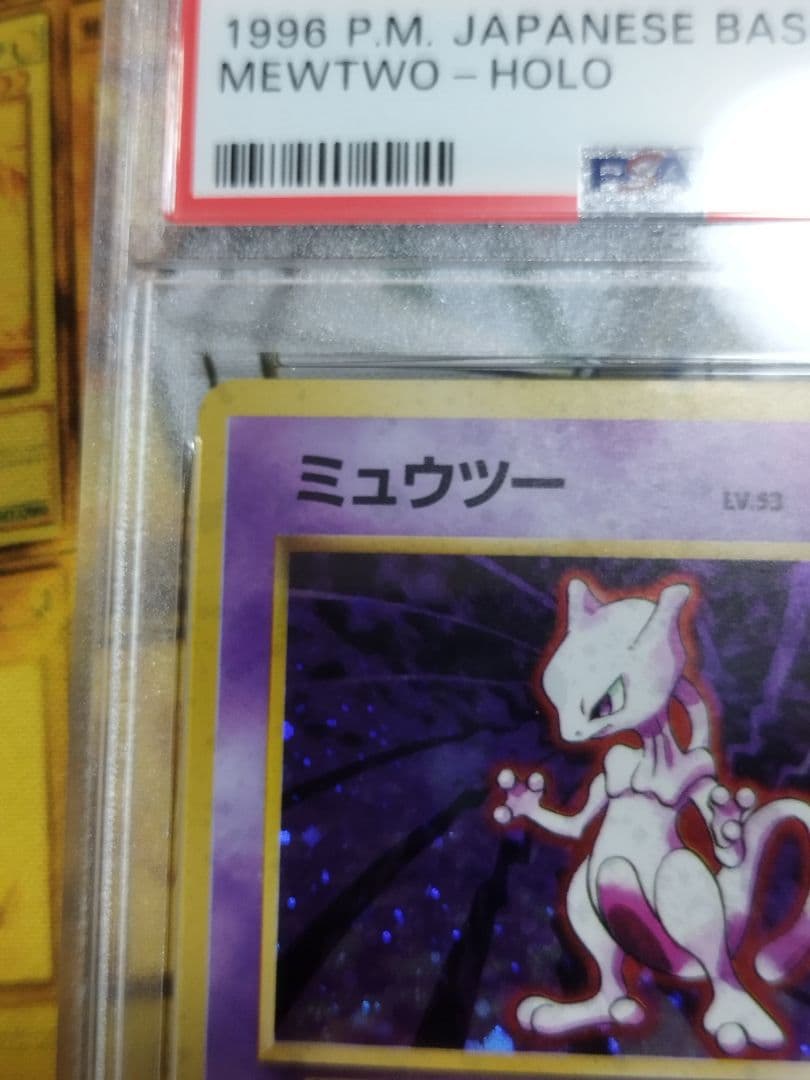 1996 P.M. JAPANESE BAS
MEWTWO - HOLO
PSA
ミュウツー
LV.53